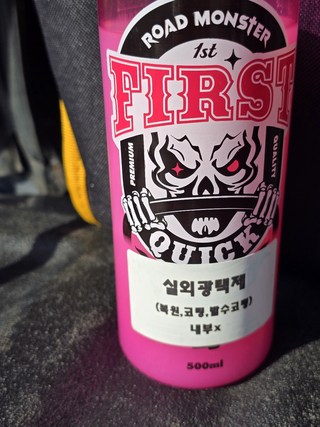 ROAD MONSTER
1st
FIRST
PREMIUM
QUALITY
QUICK
실외광택제
(복원,코팅,발수코팅)
내부x
500ml